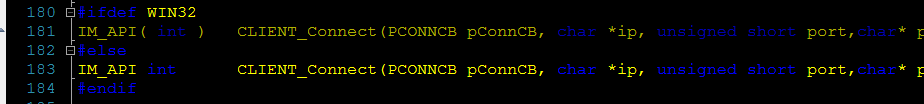 180 #ifdef WIN32
181 IM_API( int ) CLIENT_Connect(PCONNCB pConnCB, char *ip, unsigned short port,char* p
182 #else
183 IM_API int CLIENT_Connect(PCONNCB pConnCB, char *ip, unsigned short port,char* p
184 #endif